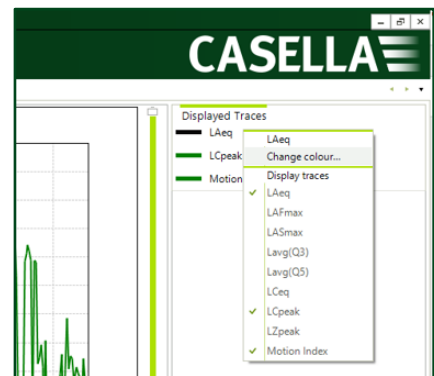 CASELLA
Displayed Traces
LAeq
LCpeak
Motion
LAeq
Change colour...
Display traces
LAeq
LAFmax
LASmax
Lavg(Q3)
Lavg(Q5)
LCeq
LCpeak
LZpeak
Motion Index